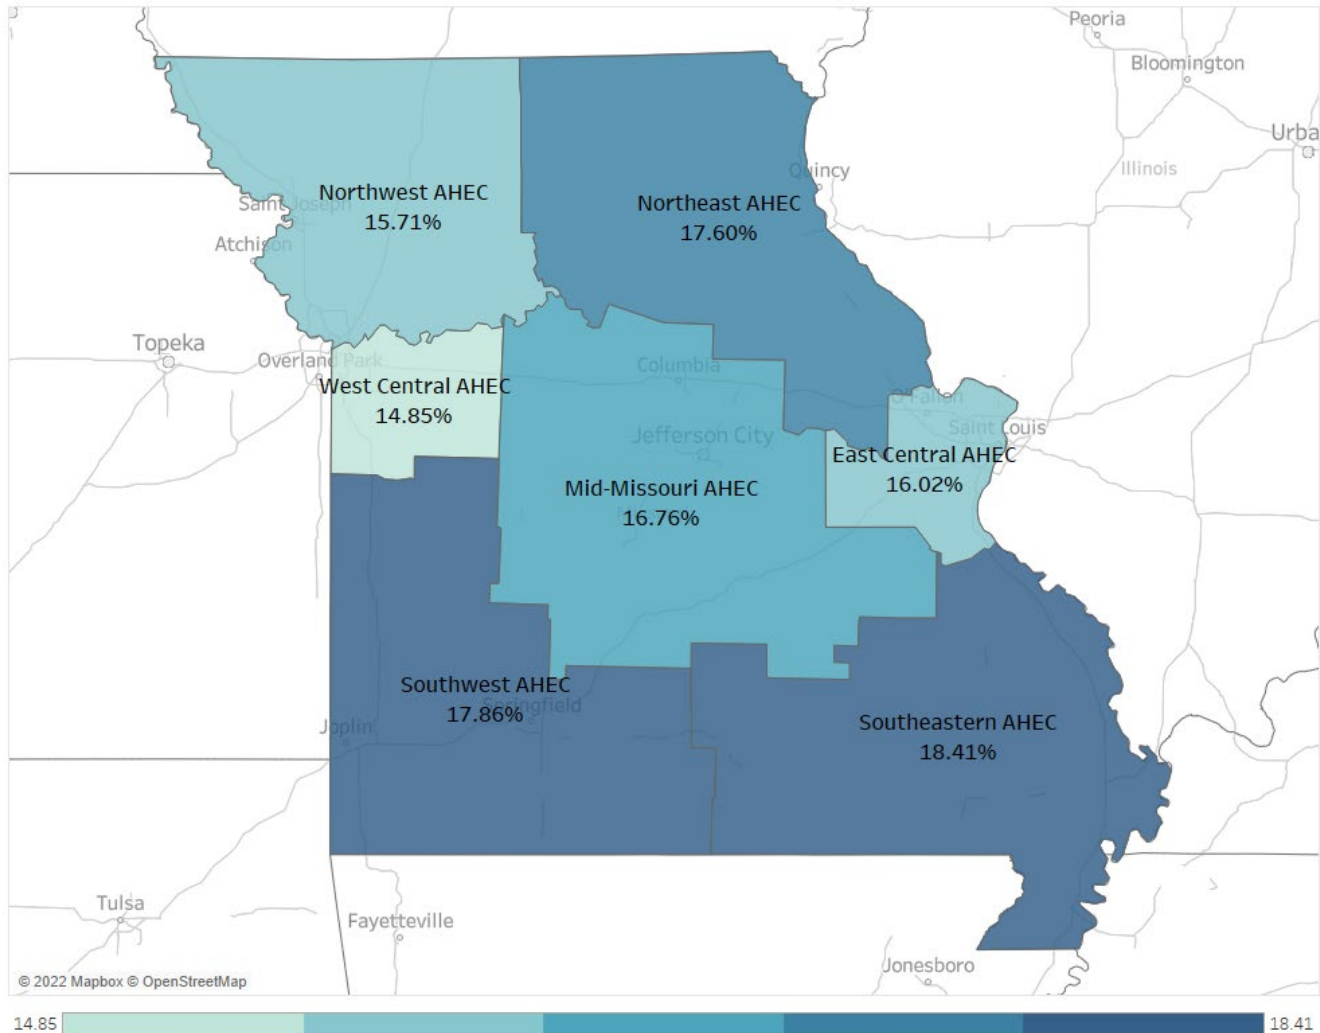 Peoria
Bloomington
Urba
Illinois
Quincy
Northwest AHEC
15.71%
Saint Joseph
Northeast AHEC
17.60%
Atchison
Topeka
Overland Park
West Central AHEC
14.85%
Columbia
O'Fallon
Saint Louis
Jefferson City
East Central AHEC
16.02%
Mid-Missouri AHEC
16.76%
Southwest AHEC
17.86%
Springfield
Joplin
Southeastern AHEC
18.41%
Tulsa
Fayetteville
Jonesboro
© 2022 Mapbox © OpenStreetMap
14.85
18.41